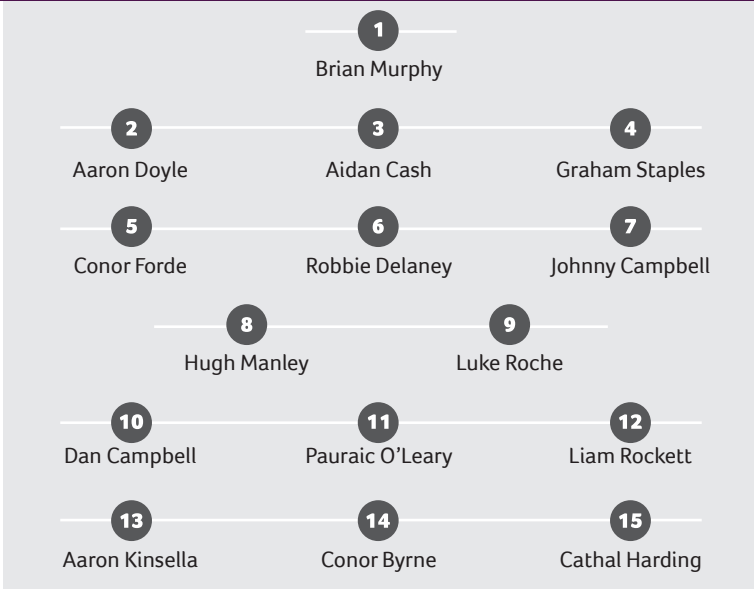 1
Brian Murphy
2 3 4
Aaron Doyle Aidan Cash Graham Staples
5 6 7
Conor Forde Robbie Delaney Johnny Campbell
8 9
Hugh Manley Luke Roche
10 11 12
Dan Campbell Pauraic O’Leary Liam Rockett
13 14 15
Aaron Kinsella Conor Byrne Cathal Harding